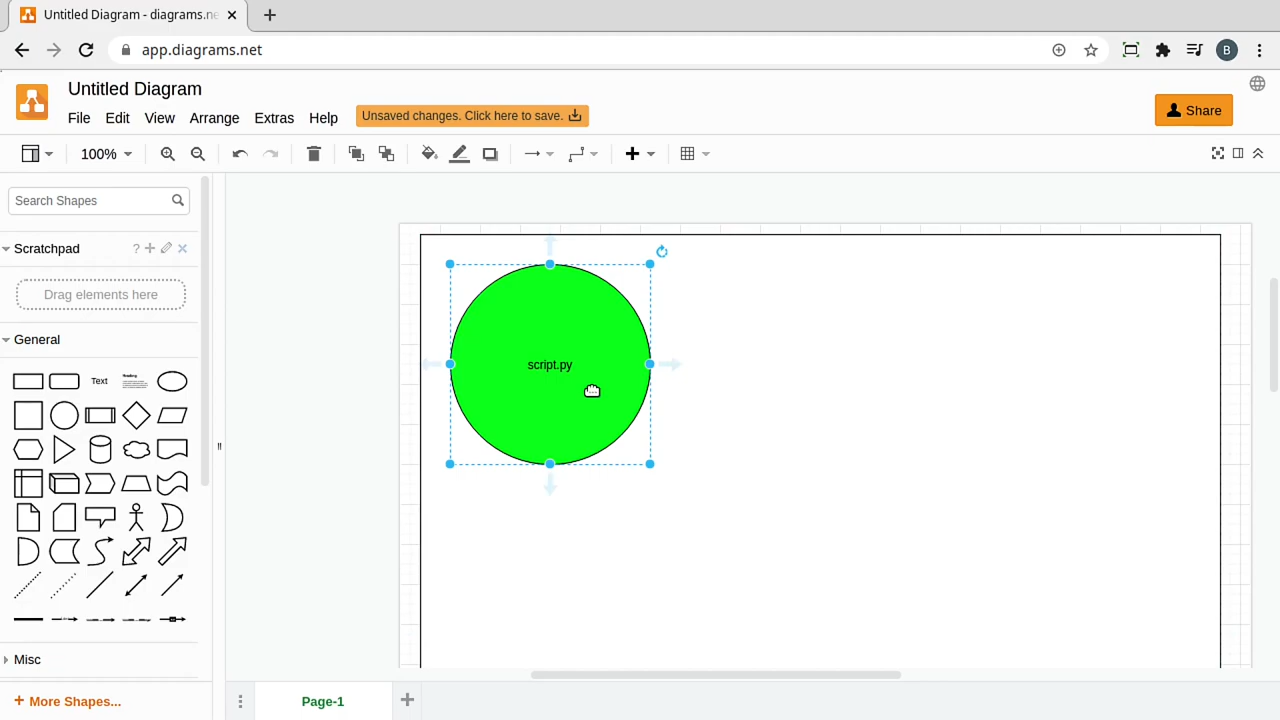 Untitled Diagram - diagrams.ne
app.diagrams.net
B
Untitled Diagram
File Edit View Arrange Extras Help
Unsaved changes. Click here to save.
Share
100%
Search Shapes
Scratchpad
?
Drag elements here
General
Text
Heading
script.py
Misc
+ More Shapes...
Page-1